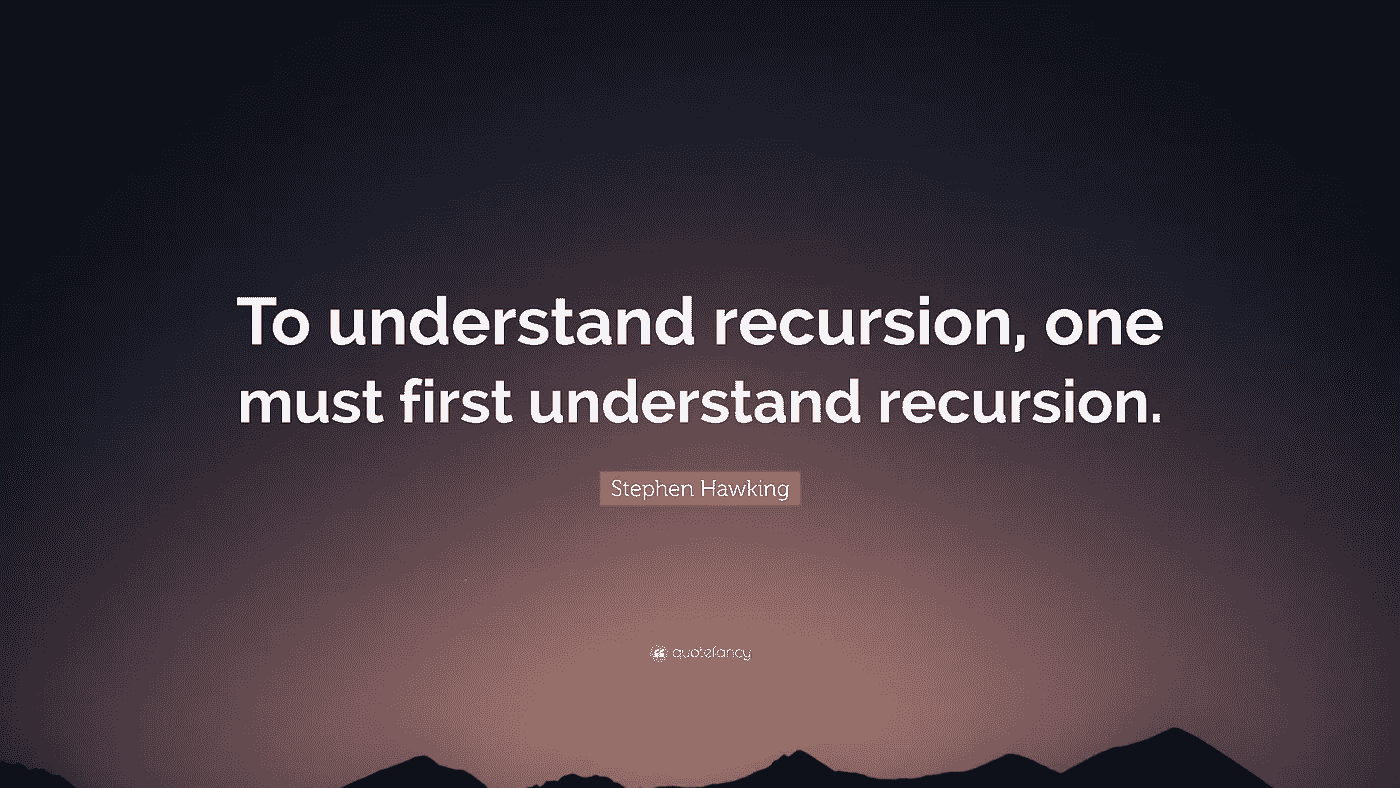 To understand recursion, one
must first understand recursion.
Stephen Hawking
quotefancy